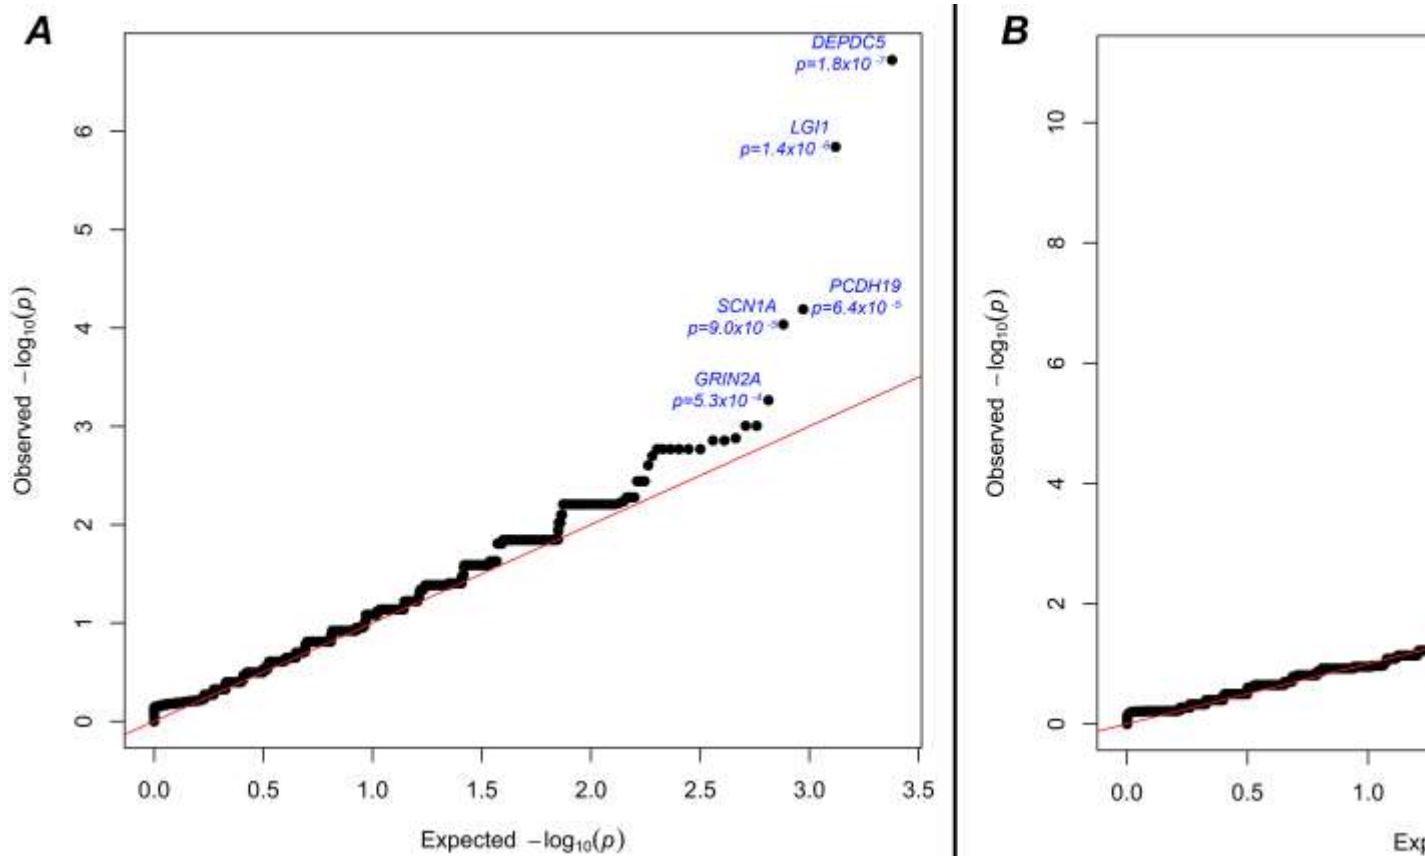 A
DEPDC5
p=1.8x10 -7
LGI1
p=1.4x10 -6
PCDH19
p=6.4x10 -5
SCN1A
p=9.0x10 -5
GRIN2A
p=5.3x10 -4
6
5
4
3
2
1
0
Observed −log10(p)
0.0 0.5 1.0 1.5 2.0 2.5 3.0 3.5
Expected −log10(p)
B
10
8
6
4
2
0
Observed −log10(p)
0.0 0.5 1.0
Exp